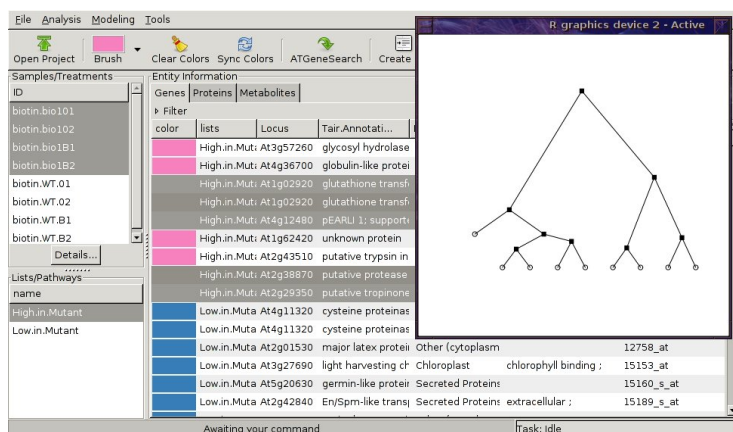 File Analysis Modeling Tools
R graphics device 2 - Active
Open Project Brush Clear Colors Sync Colors ATGeneSearch Create
Samples/Treatments
ID
biotin.bio101
biotin.bio102
biotin.bio1B1
biotin.bio1B2
biotin.WT.01
biotin.WT.02
biotin.WT.B1
biotin.WT.B2
Details...
Lists/Pathways
name
High.in.Mutant
Low.in.Mutant
Entity Information
Genes Proteins Metabolites
Filter
color lists Locus Tair.Annotati...
High.in.Muta At3g57260 glycosyl hydrolase
High.in.Muta At4g36700 globulin-like protei
High.in.Muta At1g02920 glutathione transf
High.in.Muta At1g02920 glutathione transf
High.in.Muta At4g12480 pEARLI 1; supporte
High.in.Muta At1g62420 unknown protein
High.in.Muta At2g43510 putative trypsin in
High.in.Muta At2g38870 putative protease
High.in.Muta At2g29350 putative tropinone
Low.in.Muta At4g11320 cysteine proteinas
Low.in.Muta At4g11320 cysteine proteinas
Low.in.Muta At2g01530 major latex protei Other (cytoplasm 12758_at
Low.in.Muta At3g27690 light harvesting ch Chloroplast chlorophyll binding ; 15153_at
Low.in.Muta At5g20630 germin-like protei Secreted Proteins 15160_s_at
Low.in.Muta At2g42840 En/Spm-like trans Secreted Proteins extracellular ; 15189_s_at
Awaiting your command
Task: Idle